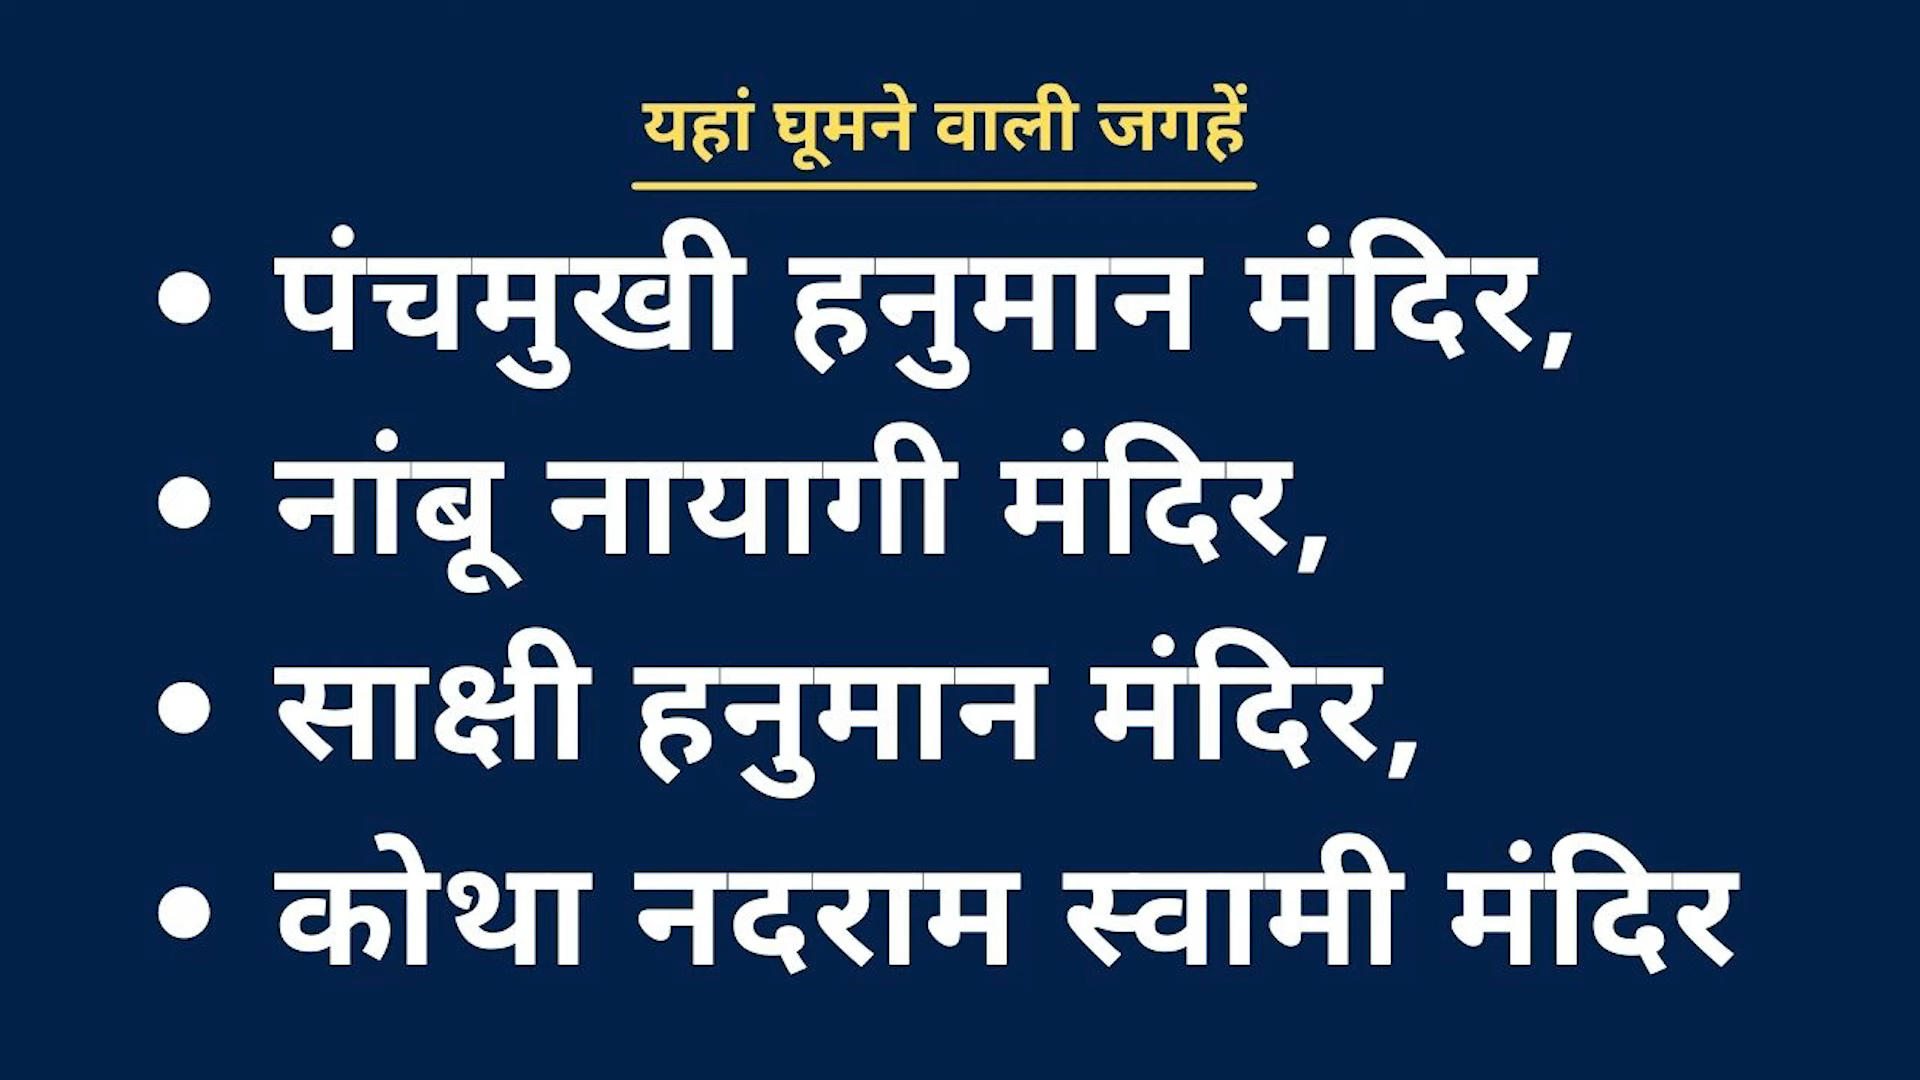 यहां घूमने वाली जगहें
• पंचमुखी हनुमान मंदिर,
• नांबू नायागी मंदिर,
• साक्षी हनुमान मंदिर,
• कोथा नदराम स्वामी मंदिर